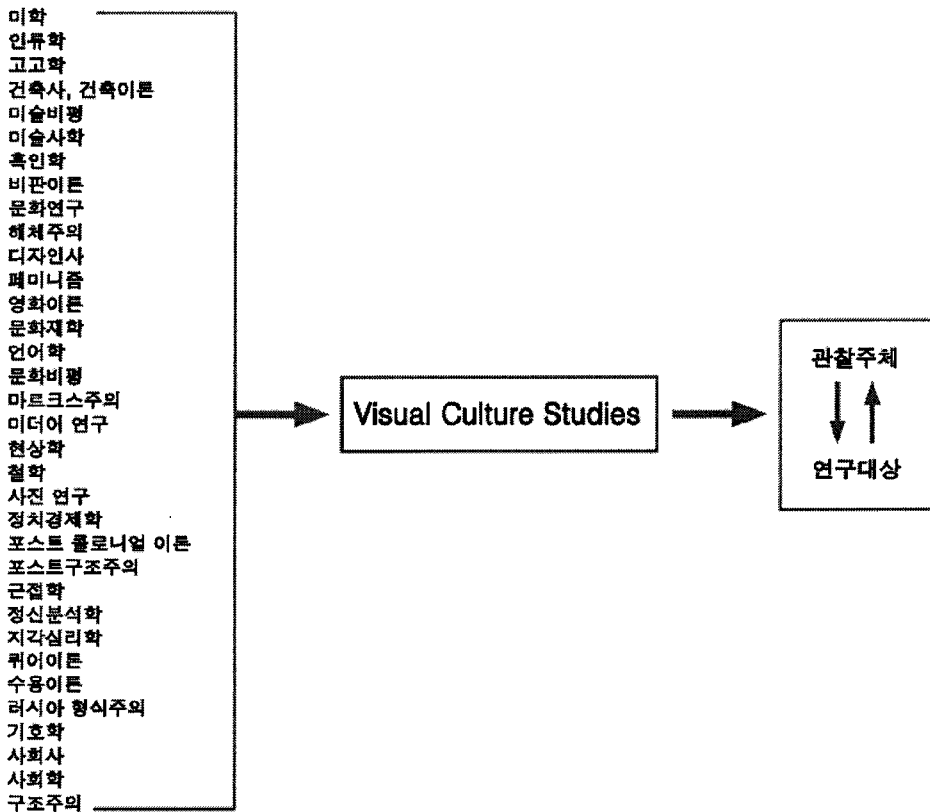 미학
인류학
고고학
건축사, 건축이론
미술비평
미술사학
흑인학
비판이론
문화연구
해체주의
디자인사
페미니즘
영화이론
문화재학
언어학
문화비평
마르크스주의
미디어 연구
현상학
철학
사진 연구
정치경제학
포스트 콜로니얼 이론
포스트구조주의
근접학
정신분석학
지각심리학
퀴어이론
수용이론
러시아 형식주의
기호학
사회사
사회학
구조주의
Visual Culture Studies
관찰주체
연구대상